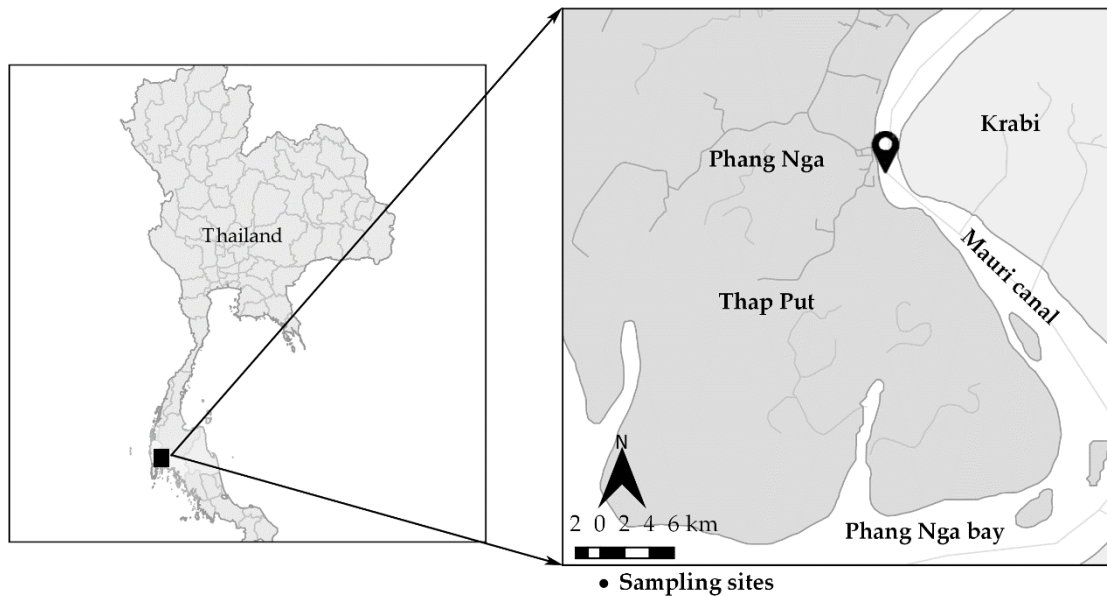 Thailand
Krabi
Phang Nga
Mauri canal
Thap Put
N
2 0 2 4 6 km
Phang Nga bay
• Sampling sites